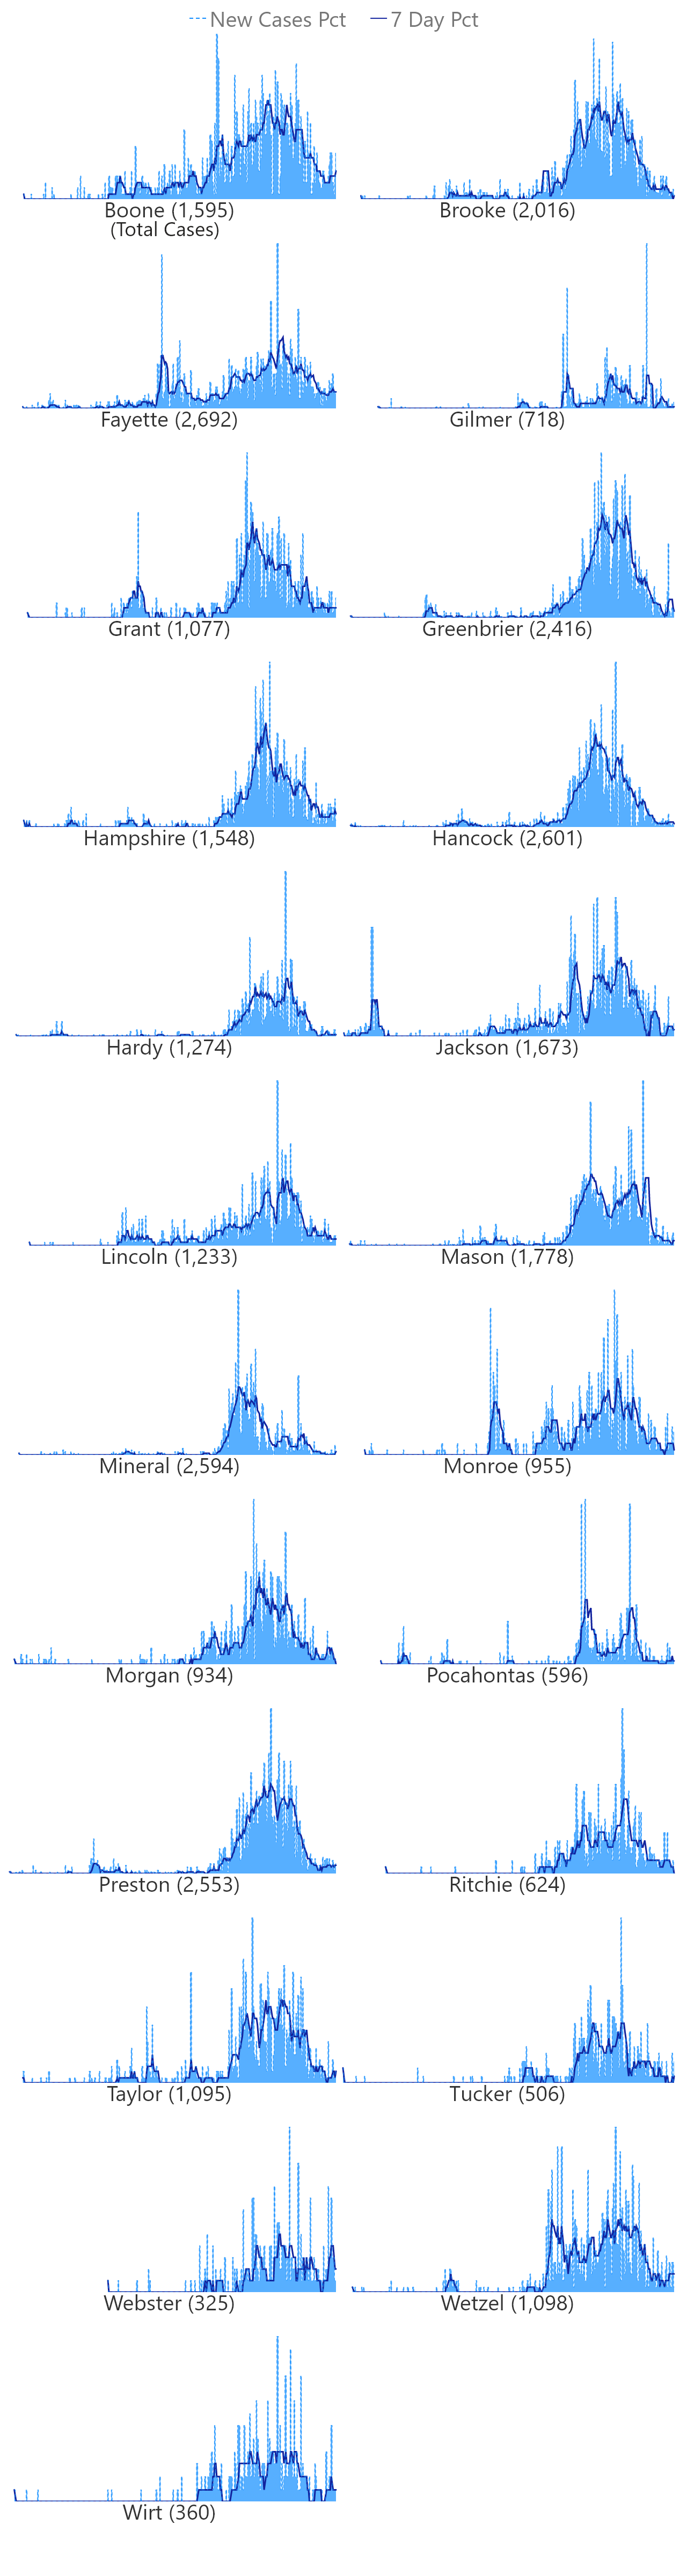 New Cases Pct 7 Day Pct
Boone (1,595) Brooke (2,016)
(Total Cases)
Fayette (2,692) Gilmer (718)
Grant (1,077) Greenbrier (2,416)
Hampshire (1,548) Hancock (2,601)
Hardy (1,274) Jackson (1,673)
Lincoln (1,233) Mason (1,778)
Mineral (2,594) Monroe (955)
Morgan (934) Pocahontas (596)
Preston (2,553) Ritchie (624)
Taylor (1,095) Tucker (506)
Webster (325) Wetzel (1,098)
Wirt (360)